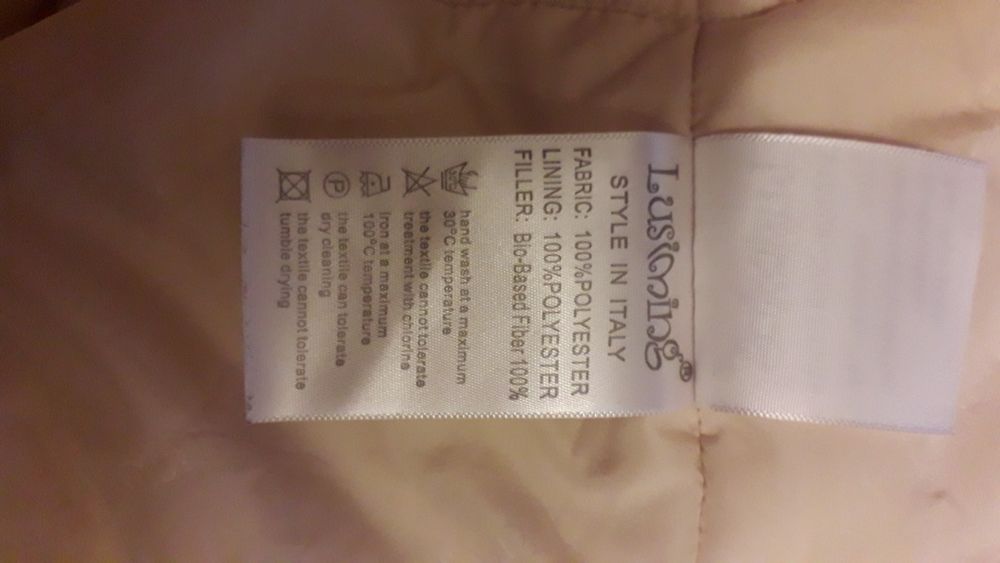 Lusining®
STYLE IN ITALY
FABRIC: 100%POLYESTER
LINING: 100%POLYESTER
FILLER: Bio-Based Fiber 100%
hand wash at a maximum
30°C temperature
the textile cannot tolerate
treatment with chlorine
Iron at a maximum
100°C temperature
P
the textile can tolerate
dry cleaning
the textile cannot tolerate
tumble drying